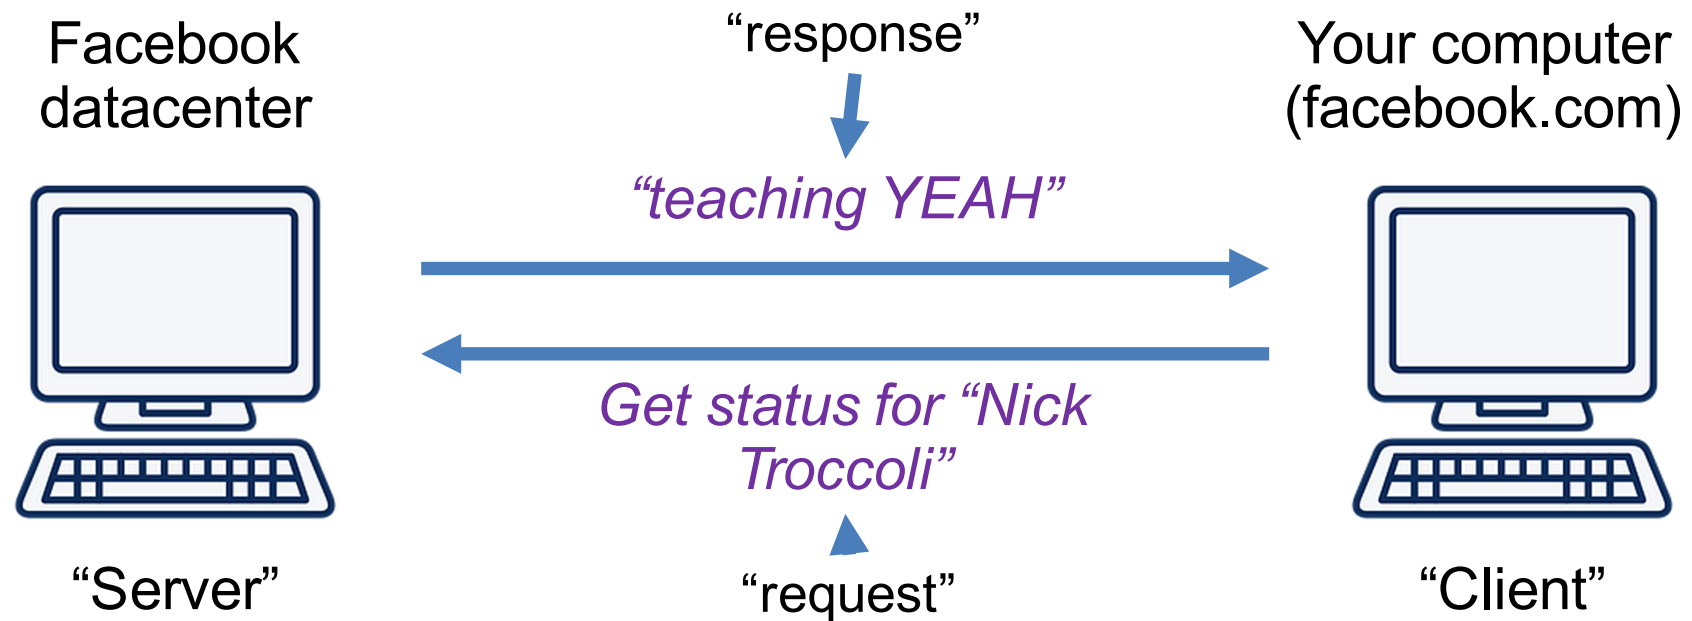 Facebook
datacenter
“response”
Your computer
(facebook.com)
“teaching YEAH”
Get status for “Nick
Troccoli”
“Server”
“request”
“Client”